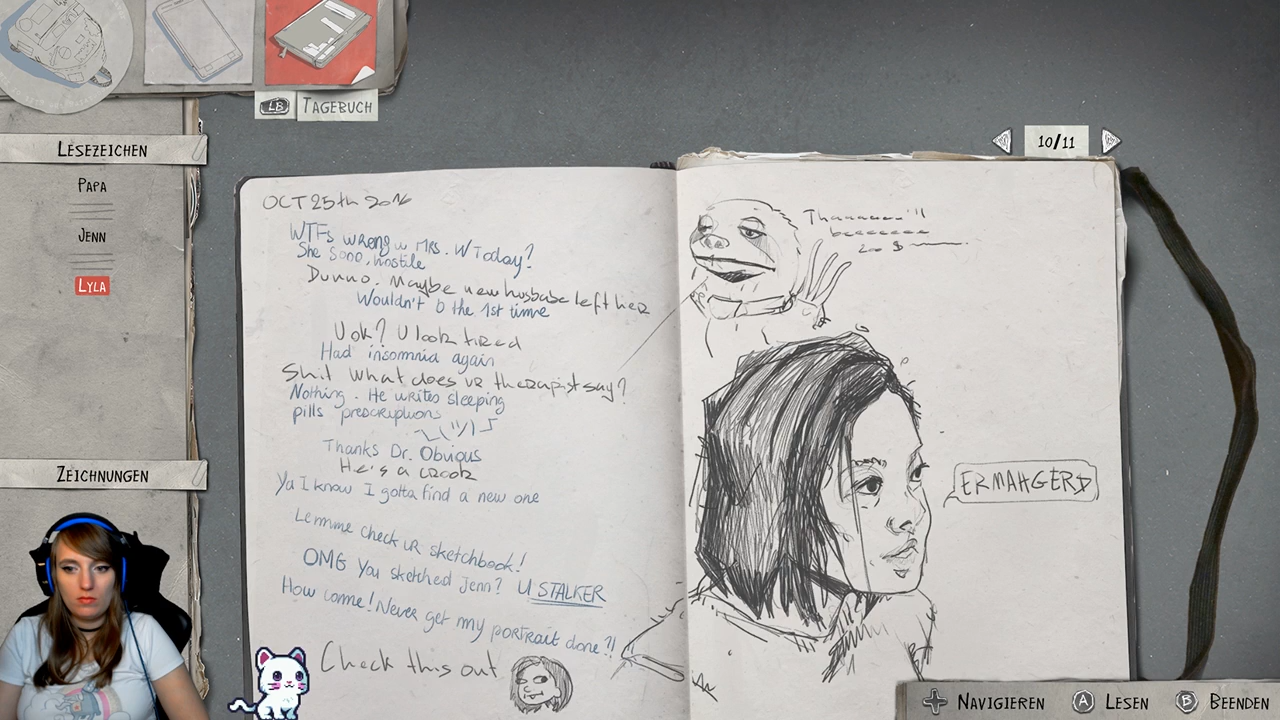 LB TAGEBUCH
LESEZEICHEN
PAPA
JENN
LYLA
ZEICHNUNGEN
10/11
OCT 25th 2016
WTFs wrong w MRS. W Today?
She sooo hostile
Dunno. Maybe new husbabe left her
Wouldn't b the 1st time
U ok? U look tired
Had insomnia again
Shit what does ur therapist say?
Nothing. He writes sleeping
pills prescriptions
¯\_(ツ)_/¯
Thanks Dr. Obvious
He's a crook
Ya I know I gotta find a new one
Lemme check uR sketchbook!
OMG You sketched Jenn? U STALKER
How come! Never get my portrait done?!
Check this out
ERMAHGERD
NAVIGIEREN
A LESEN
B BEENDEN